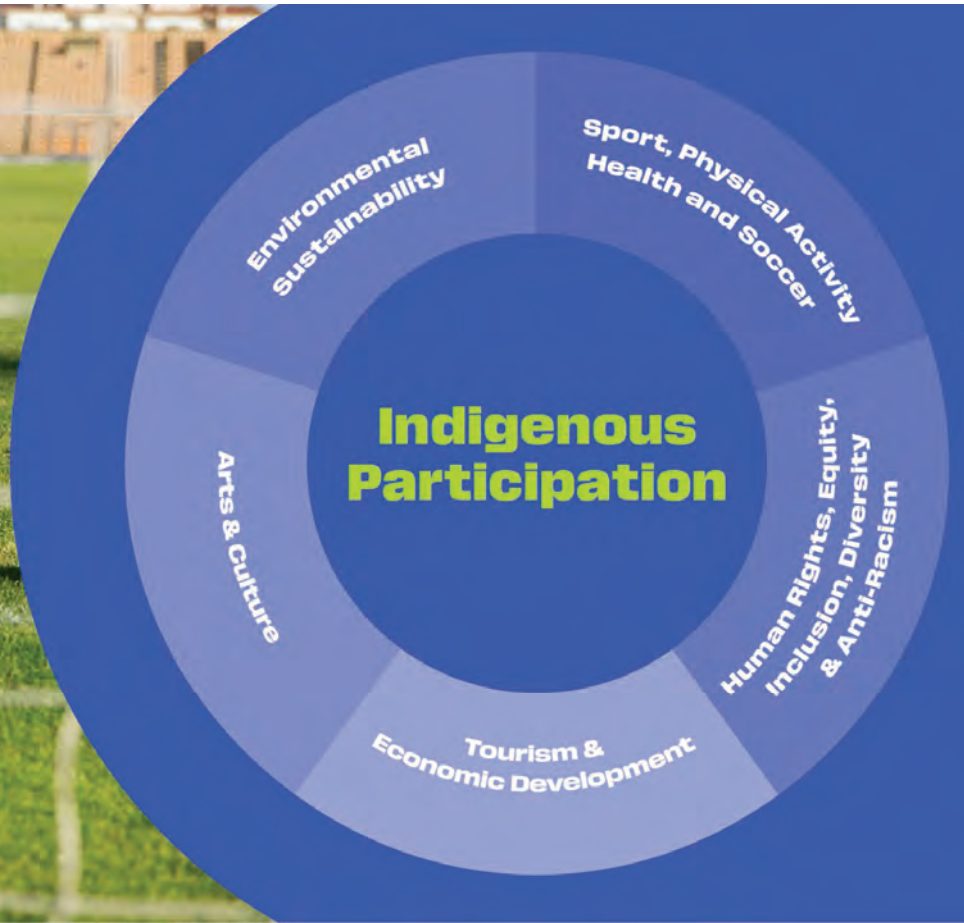 Environmental
Sustainability
Sport, Physical Activity
Health and Soccer
Indigenous
Participation
Arts & Culture
Human Rights, Equity,
Inclusion, Diversity
& Anti-Racism
Tourism &
Economic Development